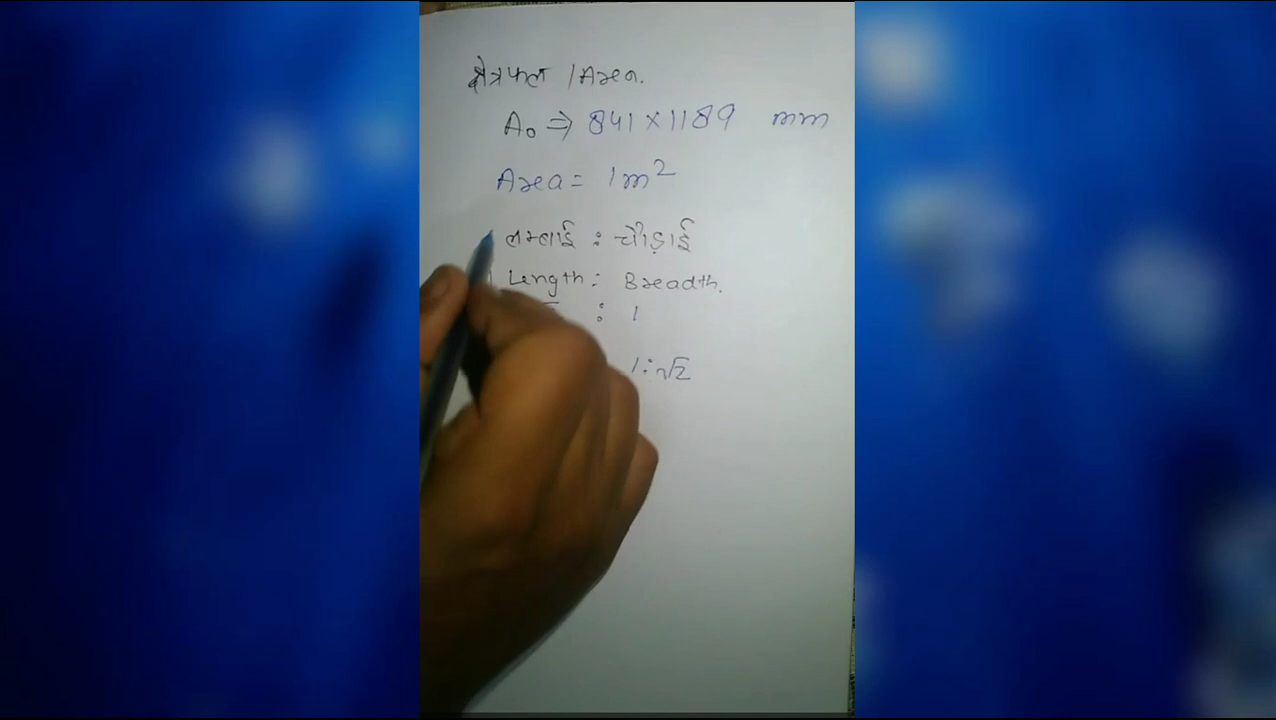 क्षेत्रफल / Area.
A₀ ⇒ 841 × 1189 mm
Area = 1m²
लम्बाई : चौड़ाई
Length : Breadth.
: 1
1 : √2